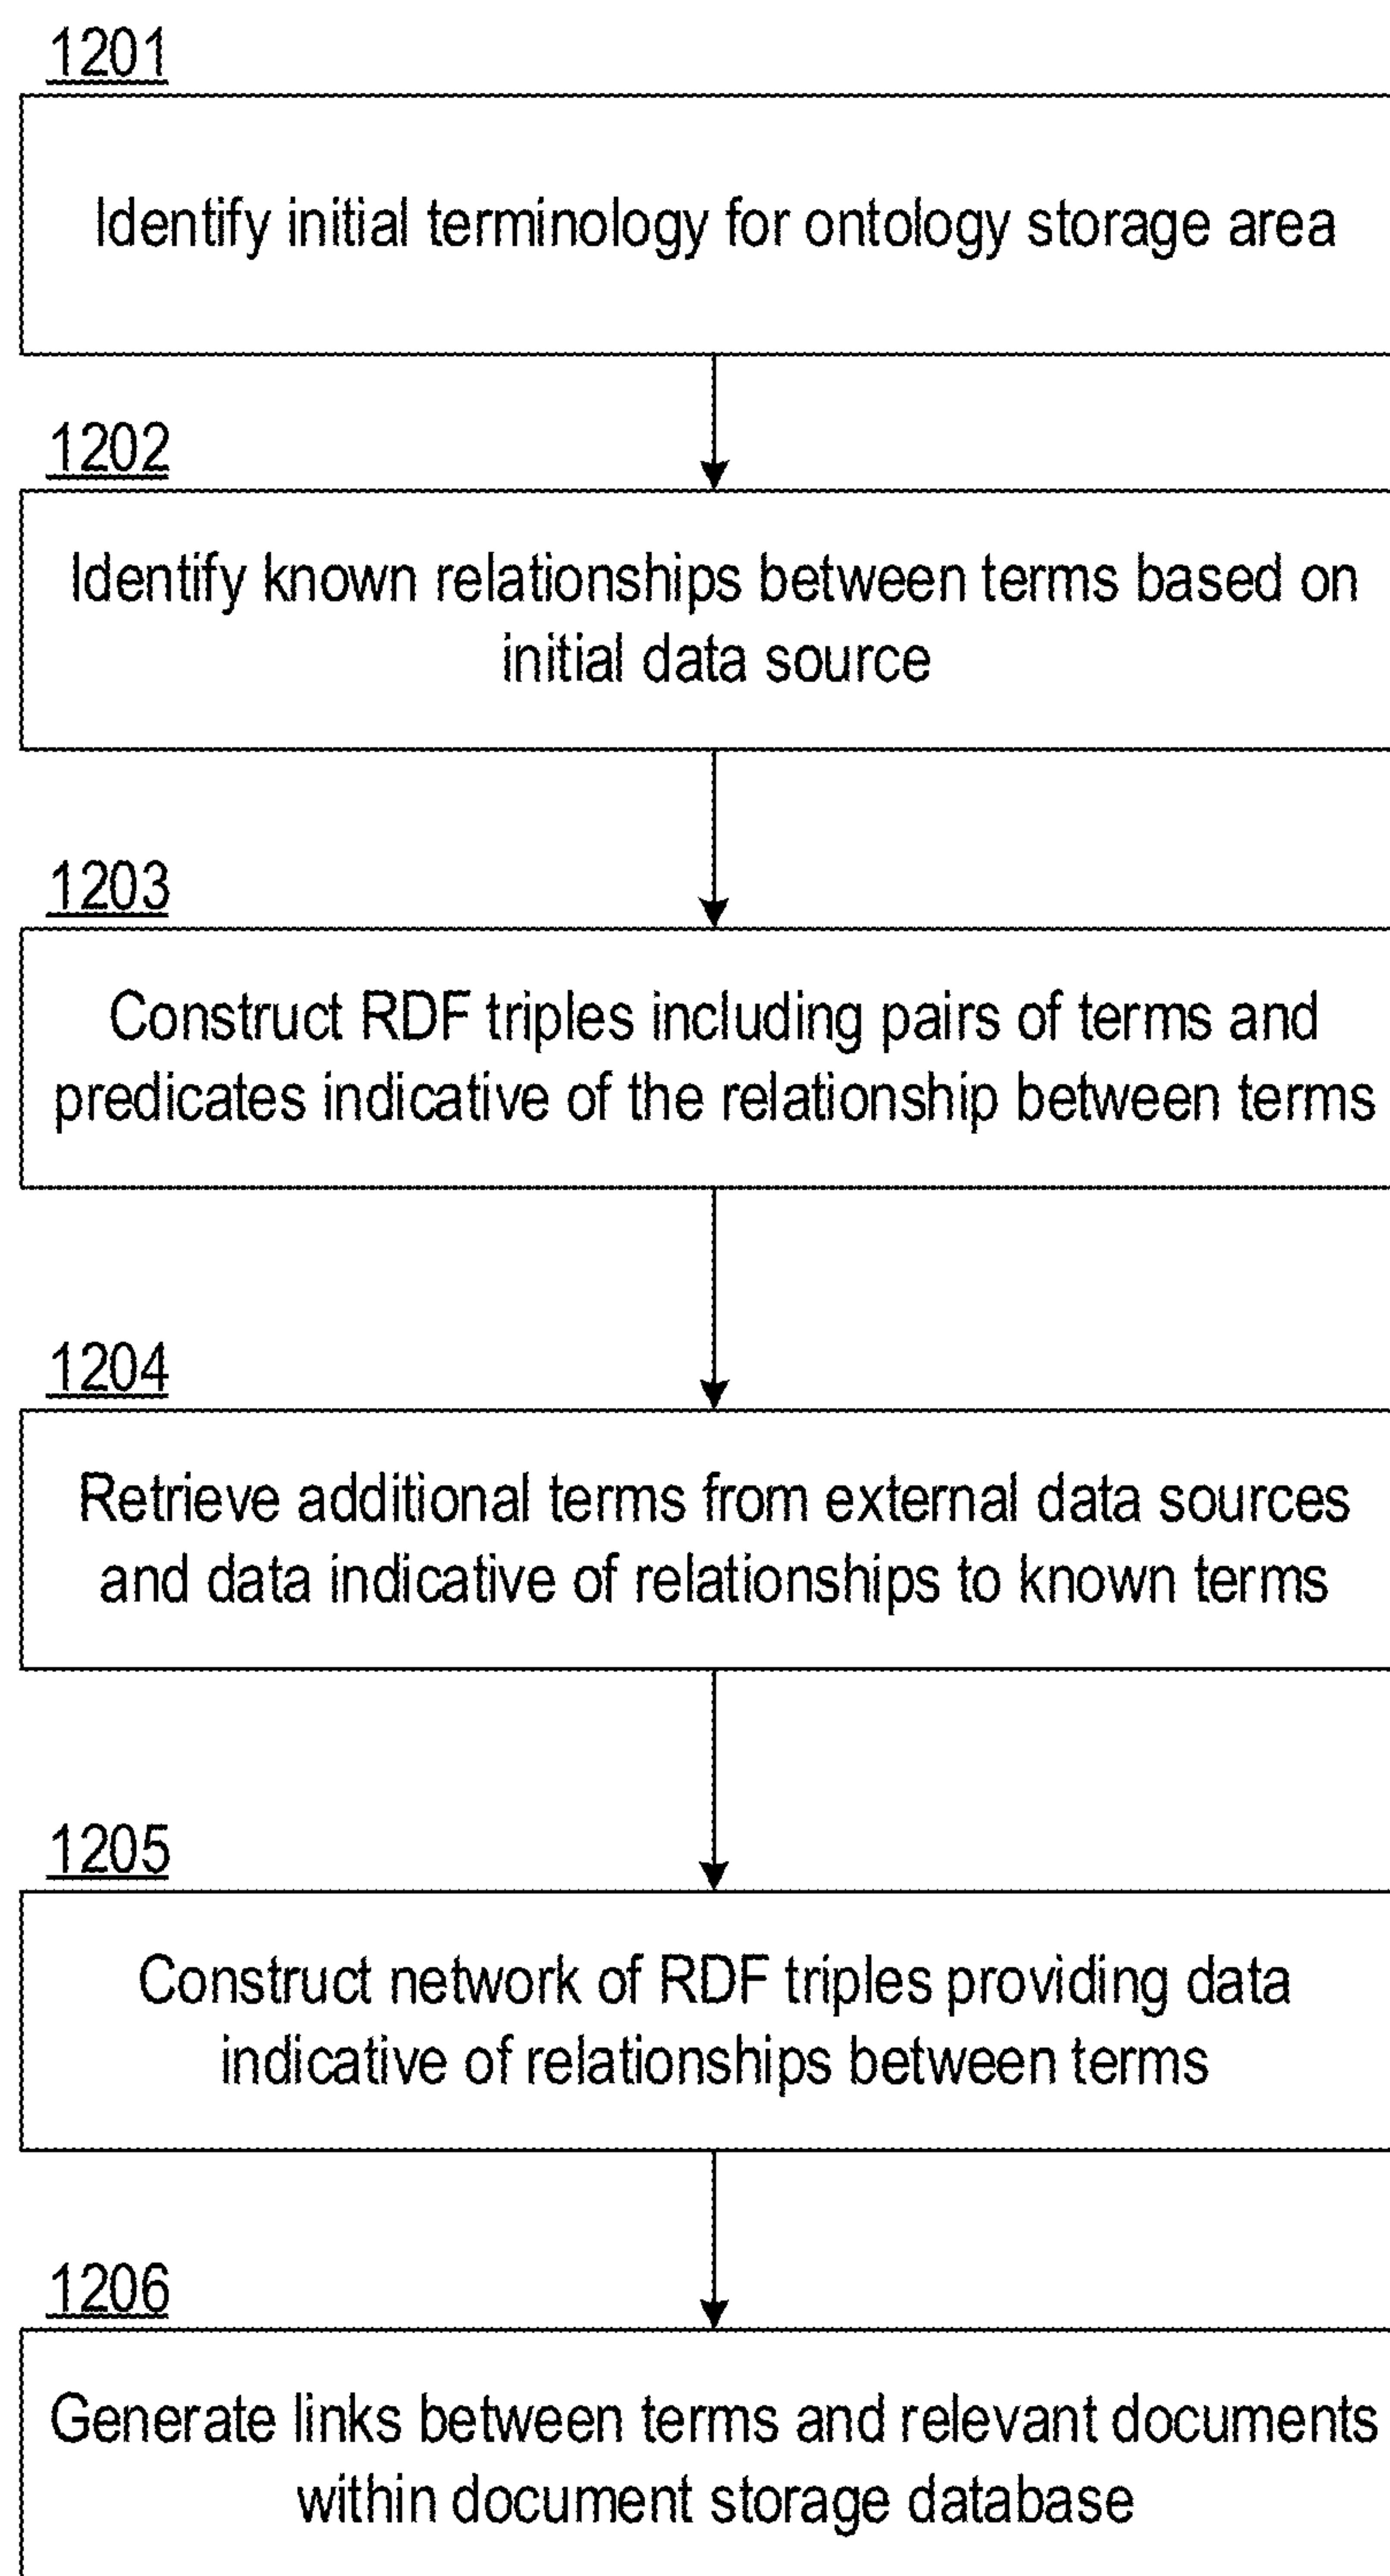 1201
Identify initial terminology for ontology storage area
1202
Identify known relationships between terms based on
initial data source
1203
Construct RDF triples including pairs of terms and
predicates indicative of the relationship between terms
1204
Retrieve additional terms from external data sources
and data indicative of relationships to known terms
1205
Construct network of RDF triples providing data
indicative of relationships between terms
1206
Generate links between terms and relevant documents
within document storage database